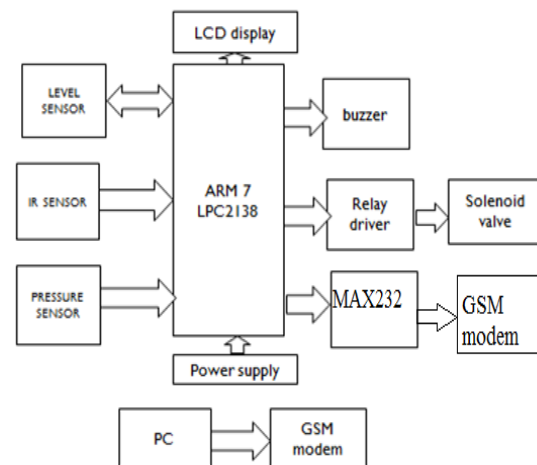 LCD display
LEVEL
SENSOR
buzzer
IR SENSOR
ARM 7
LPC2138
Relay
driver
Solenoid
valve
PRESSURE
SENSOR
MAX232
GSM
modem
Power supply
PC
GSM
modem